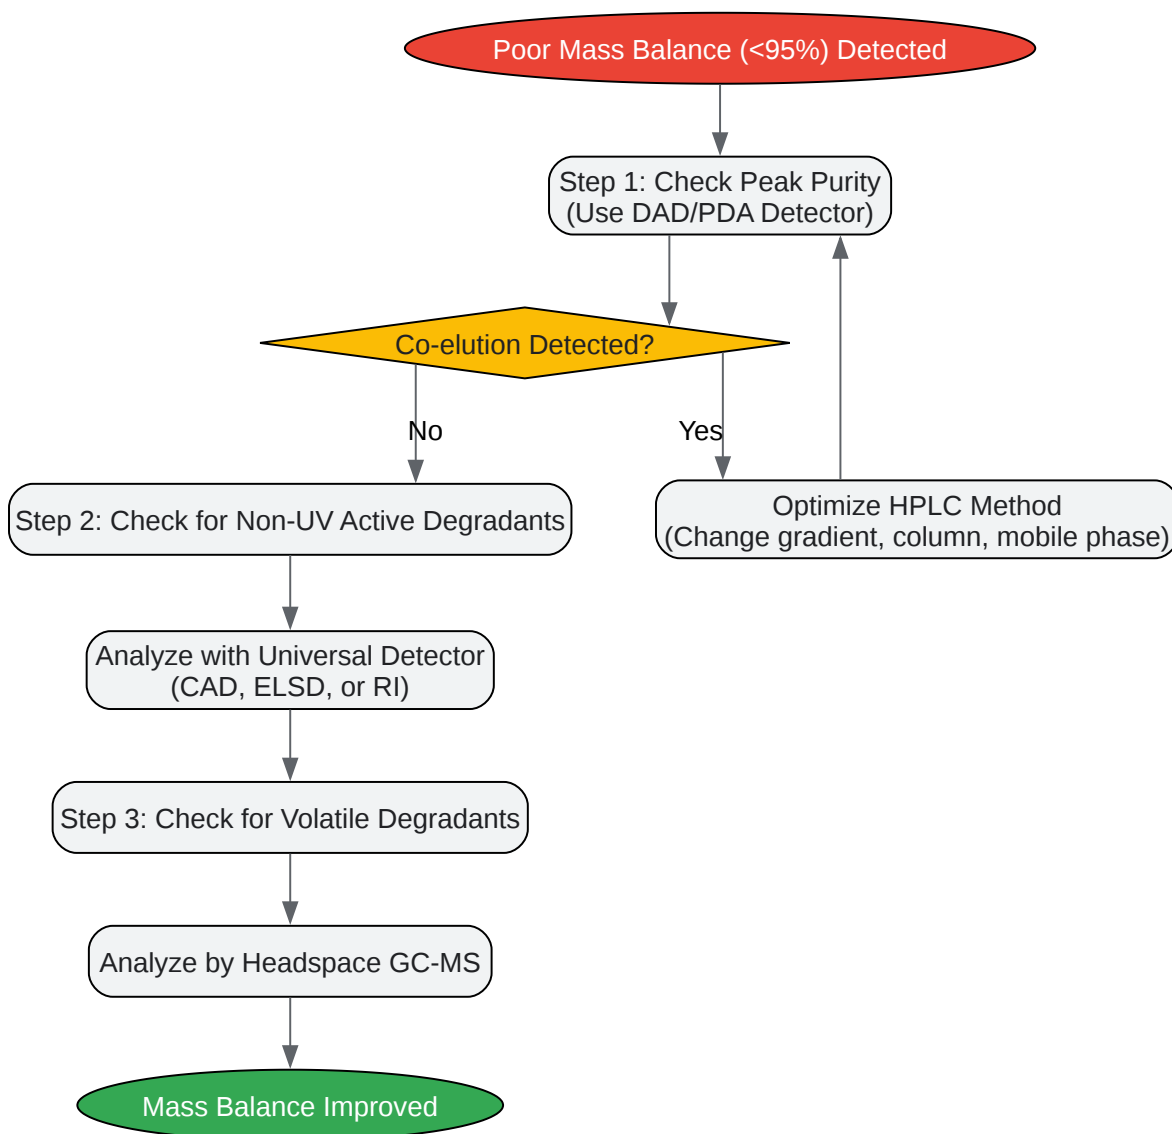 Poor Mass Balance (<95%) Detected
Step 1: Check Peak Purity
(Use DAD/PDA Detector)
Co-elution Detected?
No
Yes
Step 2: Check for Non-UV Active Degradants
Optimize HPLC Method
(Change gradient, column, mobile phase)
Analyze with Universal Detector
(CAD, ELSD, or RI)
Step 3: Check for Volatile Degradants
Analyze by Headspace GC-MS
Mass Balance Improved